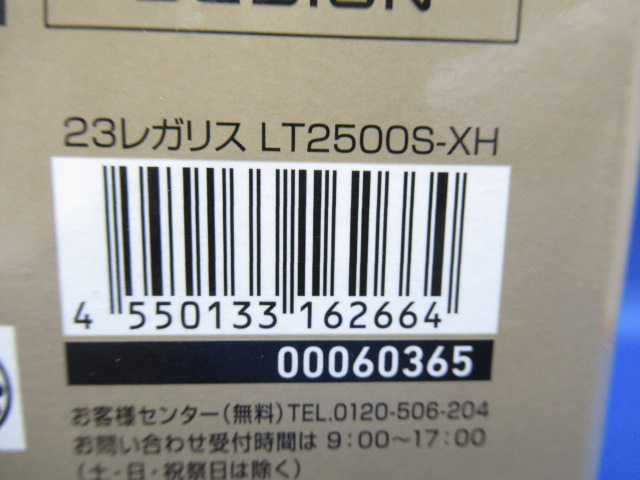 DESIGN
23レガリス LT2500S-XH
4 550133 162664
00060365
お客様センター(無料)TEL.0120-506-204
お問い合わせ受付時間は 9:00〜17:00
(土・日・祝祭日は除く)